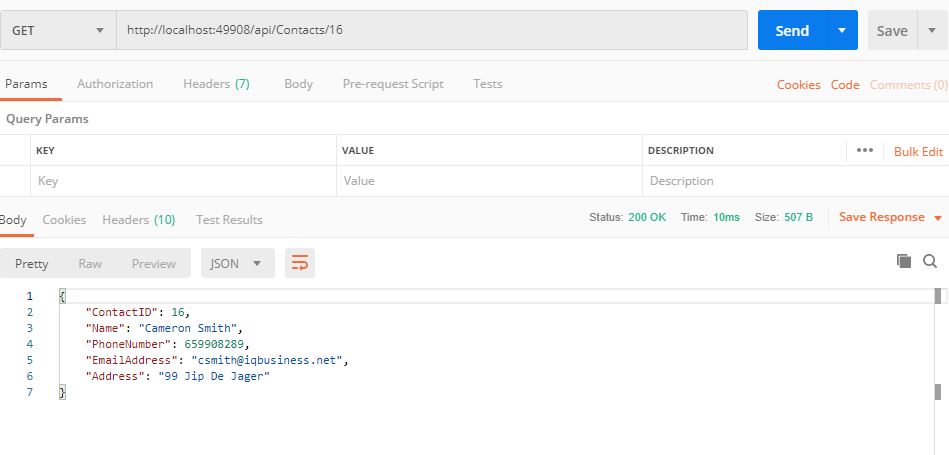 GET http://localhost:49908/api/Contacts/16 Send Save
Params Authorization Headers (7) Body Pre-request Script Tests Cookies Code Comments (0)
Query Params
KEY VALUE DESCRIPTION ••• Bulk Edit
Key Value Description
Body Cookies Headers (10) Test Results Status: 200 OK Time: 10ms Size: 507 B Save Response
Pretty Raw Preview JSON
1 {
2 "ContactID": 16,
3 "Name": "Cameron Smith",
4 "PhoneNumber": 659908289,
5 "EmailAddress": "csmith@iqbusiness.net",
6 "Address": "99 Jip De Jager"
7 }